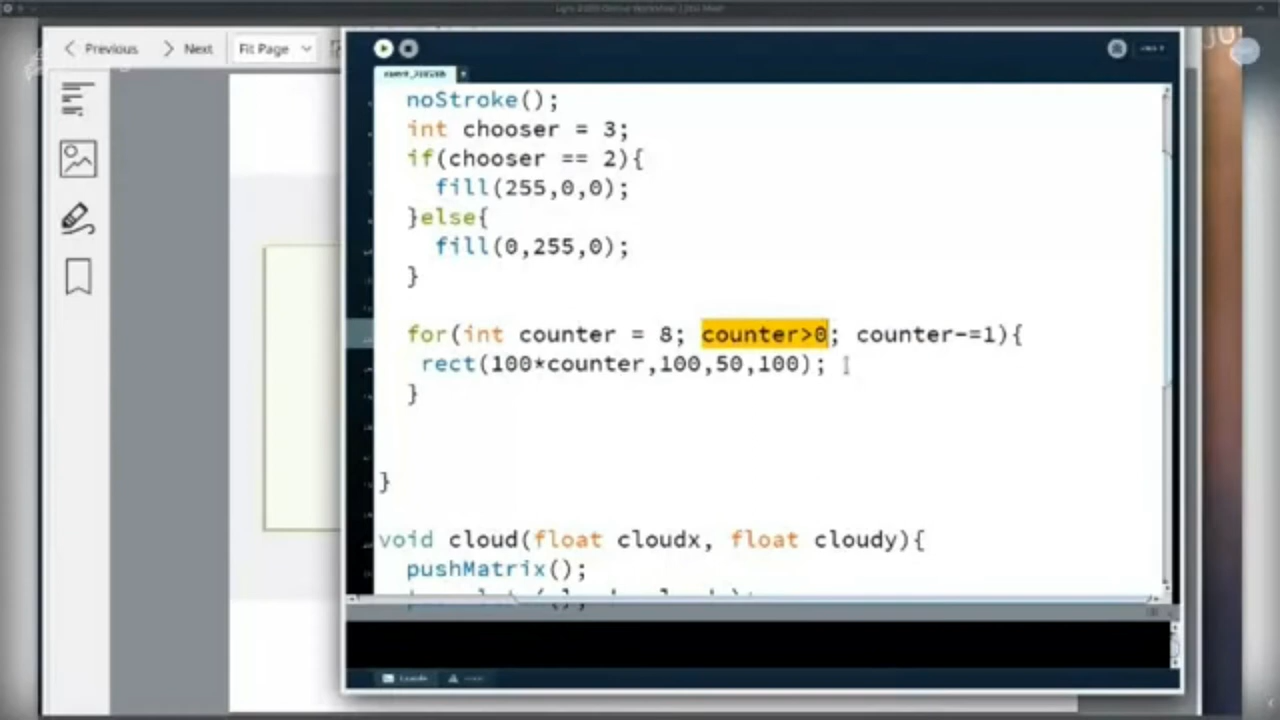 Previous
Next
Fit Page
noStroke();
int chooser = 3;
if(chooser == 2){
fill(255,0,0);
}else{
fill(0,255,0);
}
for(int counter = 8; counter>0; counter-=1){
rect(100*counter,100,50,100);
}
}
void cloud(float cloudx, float cloudy){
pushMatrix();
Console